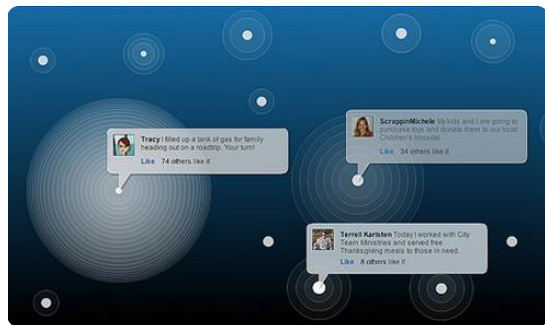 Tracy I filled up a tank of gas for family
heading out on a roadtrip. Your turn!
Like 74 others like it
ScrappinMichele My kids and I are going to
purchase toys and donate them to our local
Children's hospital.
Like 34 others like it
Terrell Karlsten Today I worked with City
Team Ministries and served free
Thanksgiving meals to those in need.
Like 8 others like it